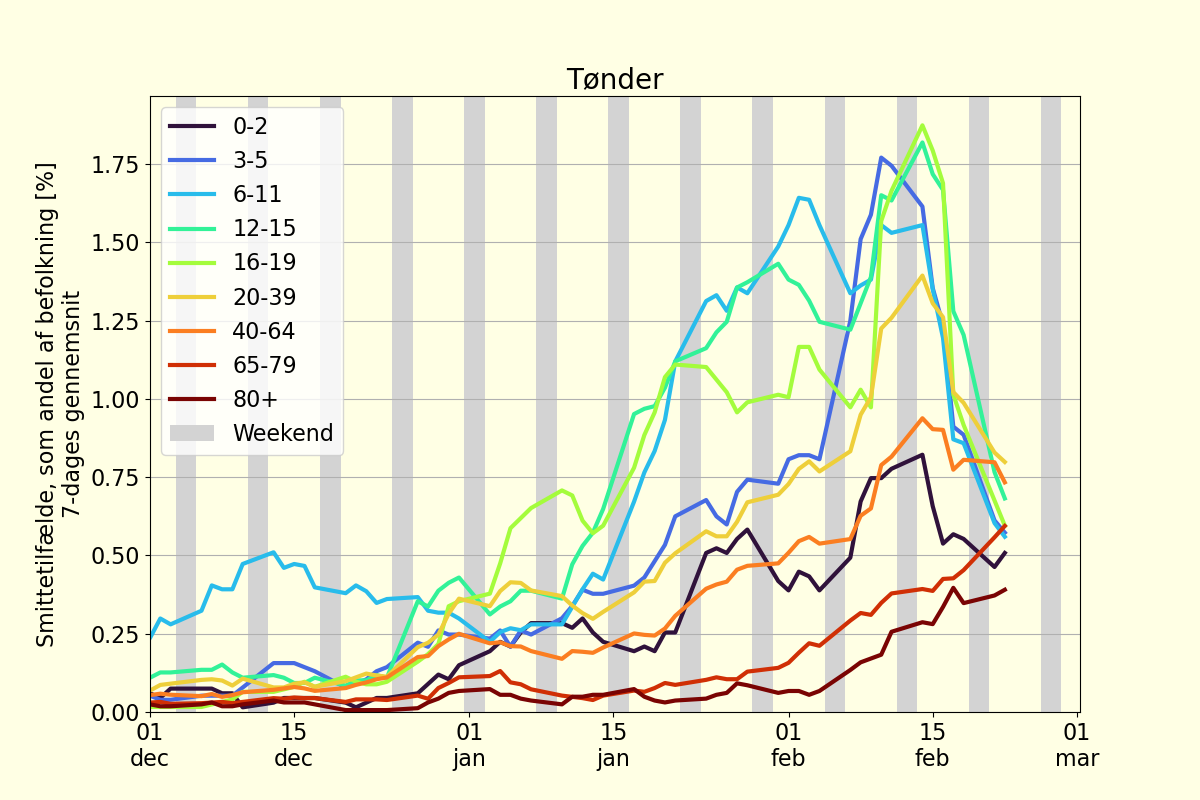 Tønder
Smittetilfælde, som andel af befolkning [%]
7-dages gennemsnit
1.75
1.50
1.25
1.00
0.75
0.50
0.25
0.00
0-2
3-5
6-11
12-15
16-19
20-39
40-64
65-79
80+
Weekend
01 15 01 15 01 15 01
dec dec jan jan feb feb mar